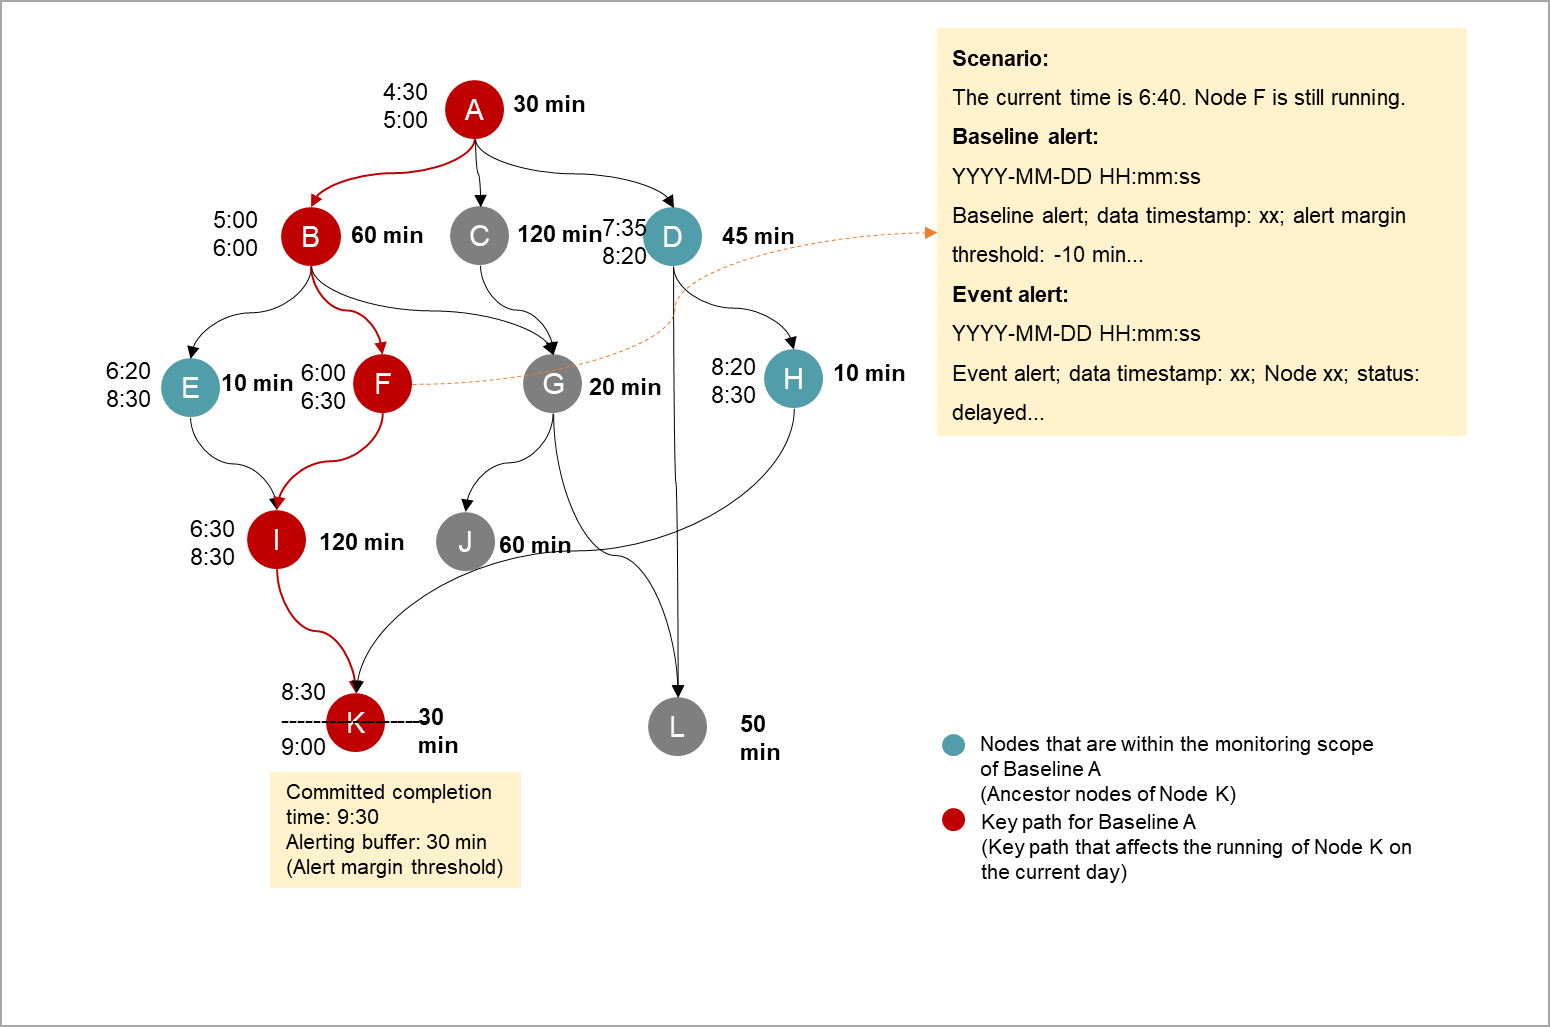 Scenario:
The current time is 6:40. Node F is still running.
Baseline alert:
YYYY-MM-DD HH:mm:ss
Baseline alert; data timestamp: xx; alert margin
threshold: -10 min...
Event alert:
YYYY-MM-DD HH:mm:ss
Event alert; data timestamp: xx; Node xx; status:
delayed...
4:30
5:00
A
30 min
5:00
6:00
B
60 min
C
120 min
7:35
8:20
D
45 min
6:20
8:30
E
10 min
6:00
6:30
F
G
20 min
8:20
8:30
H
10 min
6:30
8:30
I
120 min
J
60 min
8:30
9:00
K
30
min
L
50
min
Committed completion
time: 9:30
Alerting buffer: 30 min
(Alert margin threshold)
Nodes that are within the monitoring scope
of Baseline A
(Ancestor nodes of Node K)
Key path for Baseline A
(Key path that affects the running of Node K on
the current day)